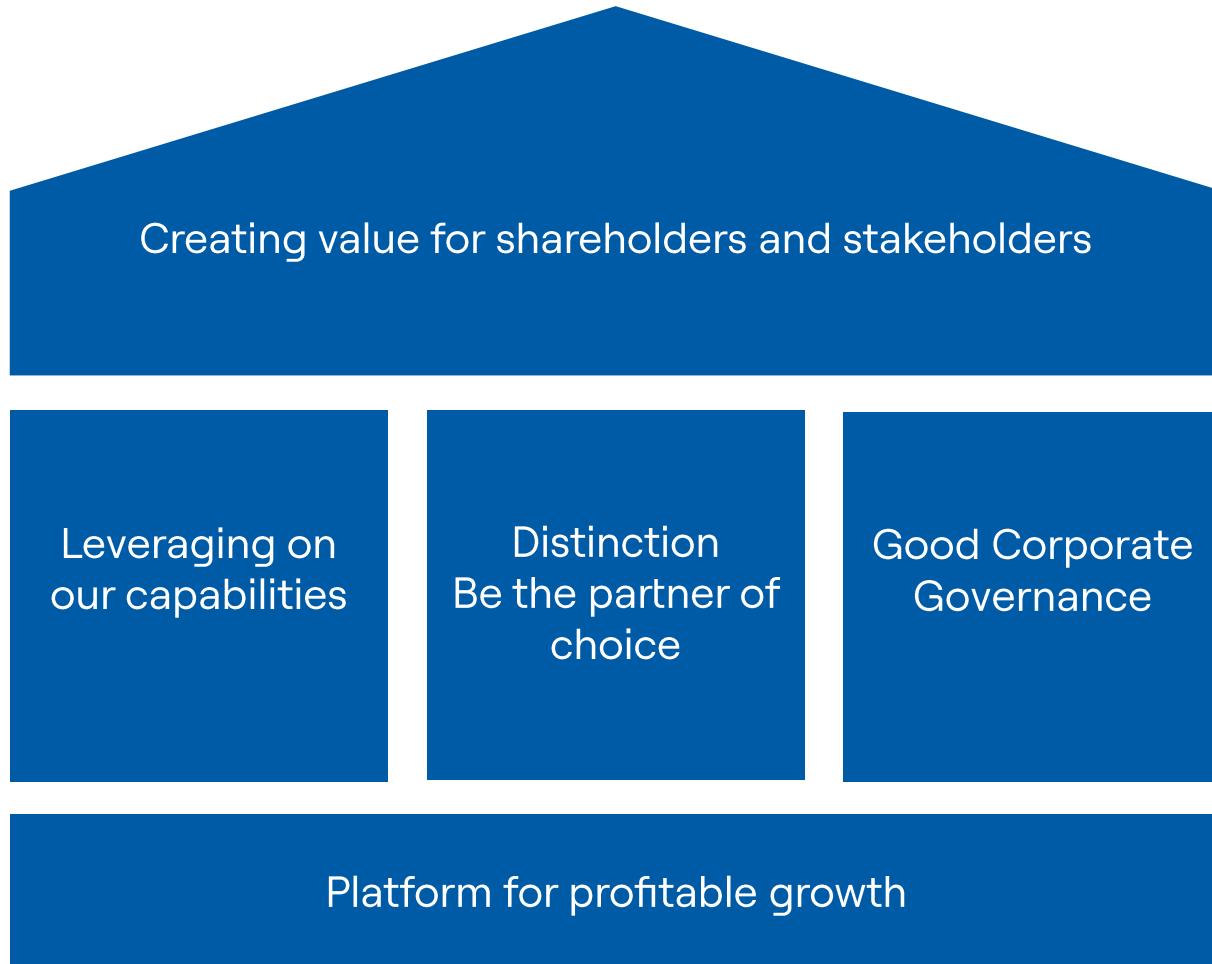 Creating value for shareholders and stakeholders
Leveraging on
our capabilities
Distinction
Be the partner of
choice
Good Corporate
Governance
Platform for profitable growth